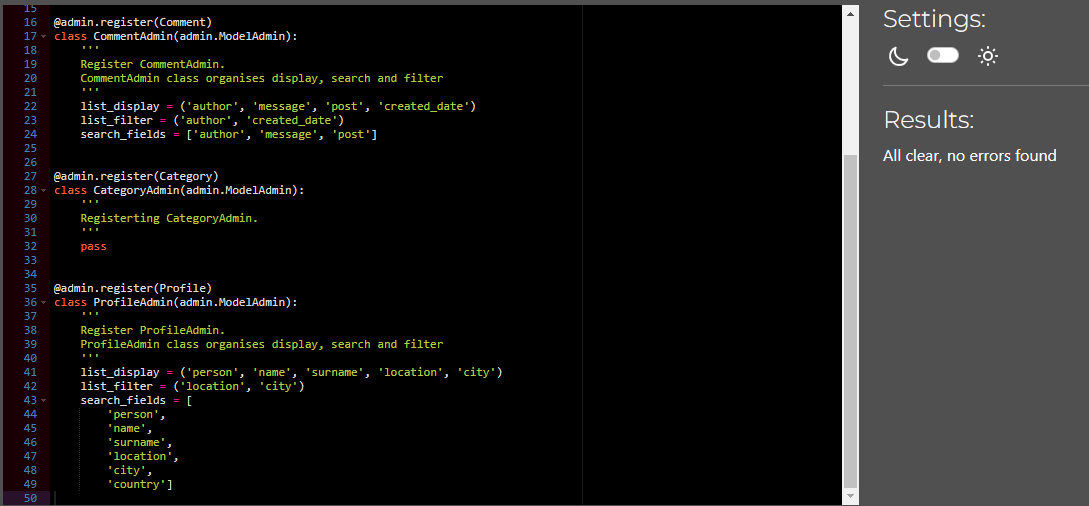 15
16 @admin.register(Comment)
17 class CommentAdmin(admin.ModelAdmin):
18     '''
19     Register CommentAdmin.
20     CommentAdmin class organises display, search and filter
21     '''
22     list_display = ('author', 'message', 'post', 'created_date')
23     list_filter = ('author', 'created_date')
24     search_fields = ['author', 'message', 'post']
25
26
27 @admin.register(Category)
28 class CategoryAdmin(admin.ModelAdmin):
29     '''
30     Registerting CategoryAdmin.
31     '''
32     pass
33
34
35 @admin.register(Profile)
36 class ProfileAdmin(admin.ModelAdmin):
37     '''
38     Register ProfileAdmin.
39     ProfileAdmin class organises display, search and filter
40     '''
41     list_display = ('person', 'name', 'surname', 'location', 'city')
42     list_filter = ('location', 'city')
43     search_fields = [
44         'person',
45         'name',
46         'surname',
47         'location',
48         'city',
49         'country']
50
Settings:
Results:
All clear, no errors found